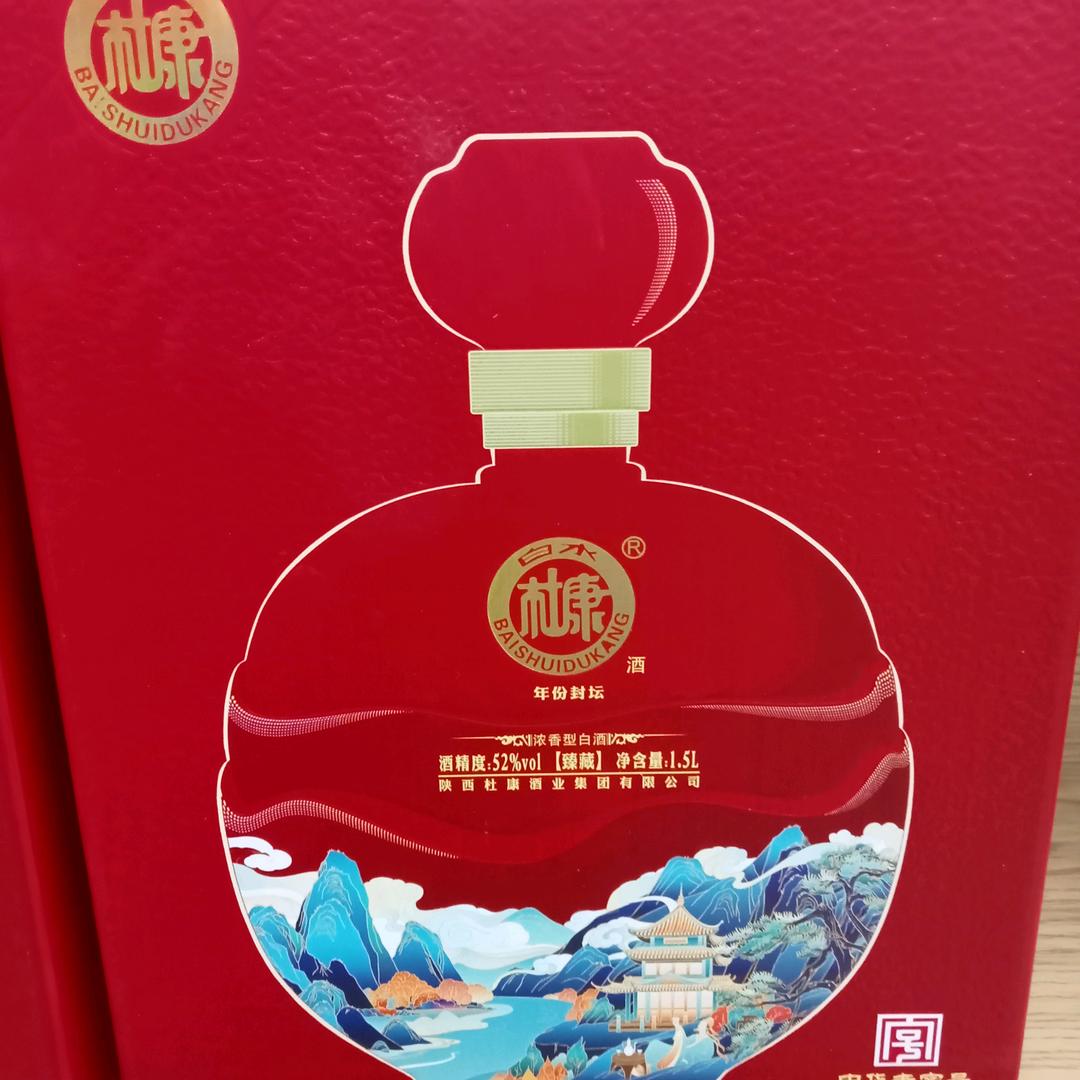 杜康
BAISHUIDUKANG
白水
®
杜康
BAISHUIDUKANG
酒
年份封坛
浓香型白酒
酒精度:52%vol 【臻藏】 净含量:1.5L
陕西杜康酒业集团有限公司